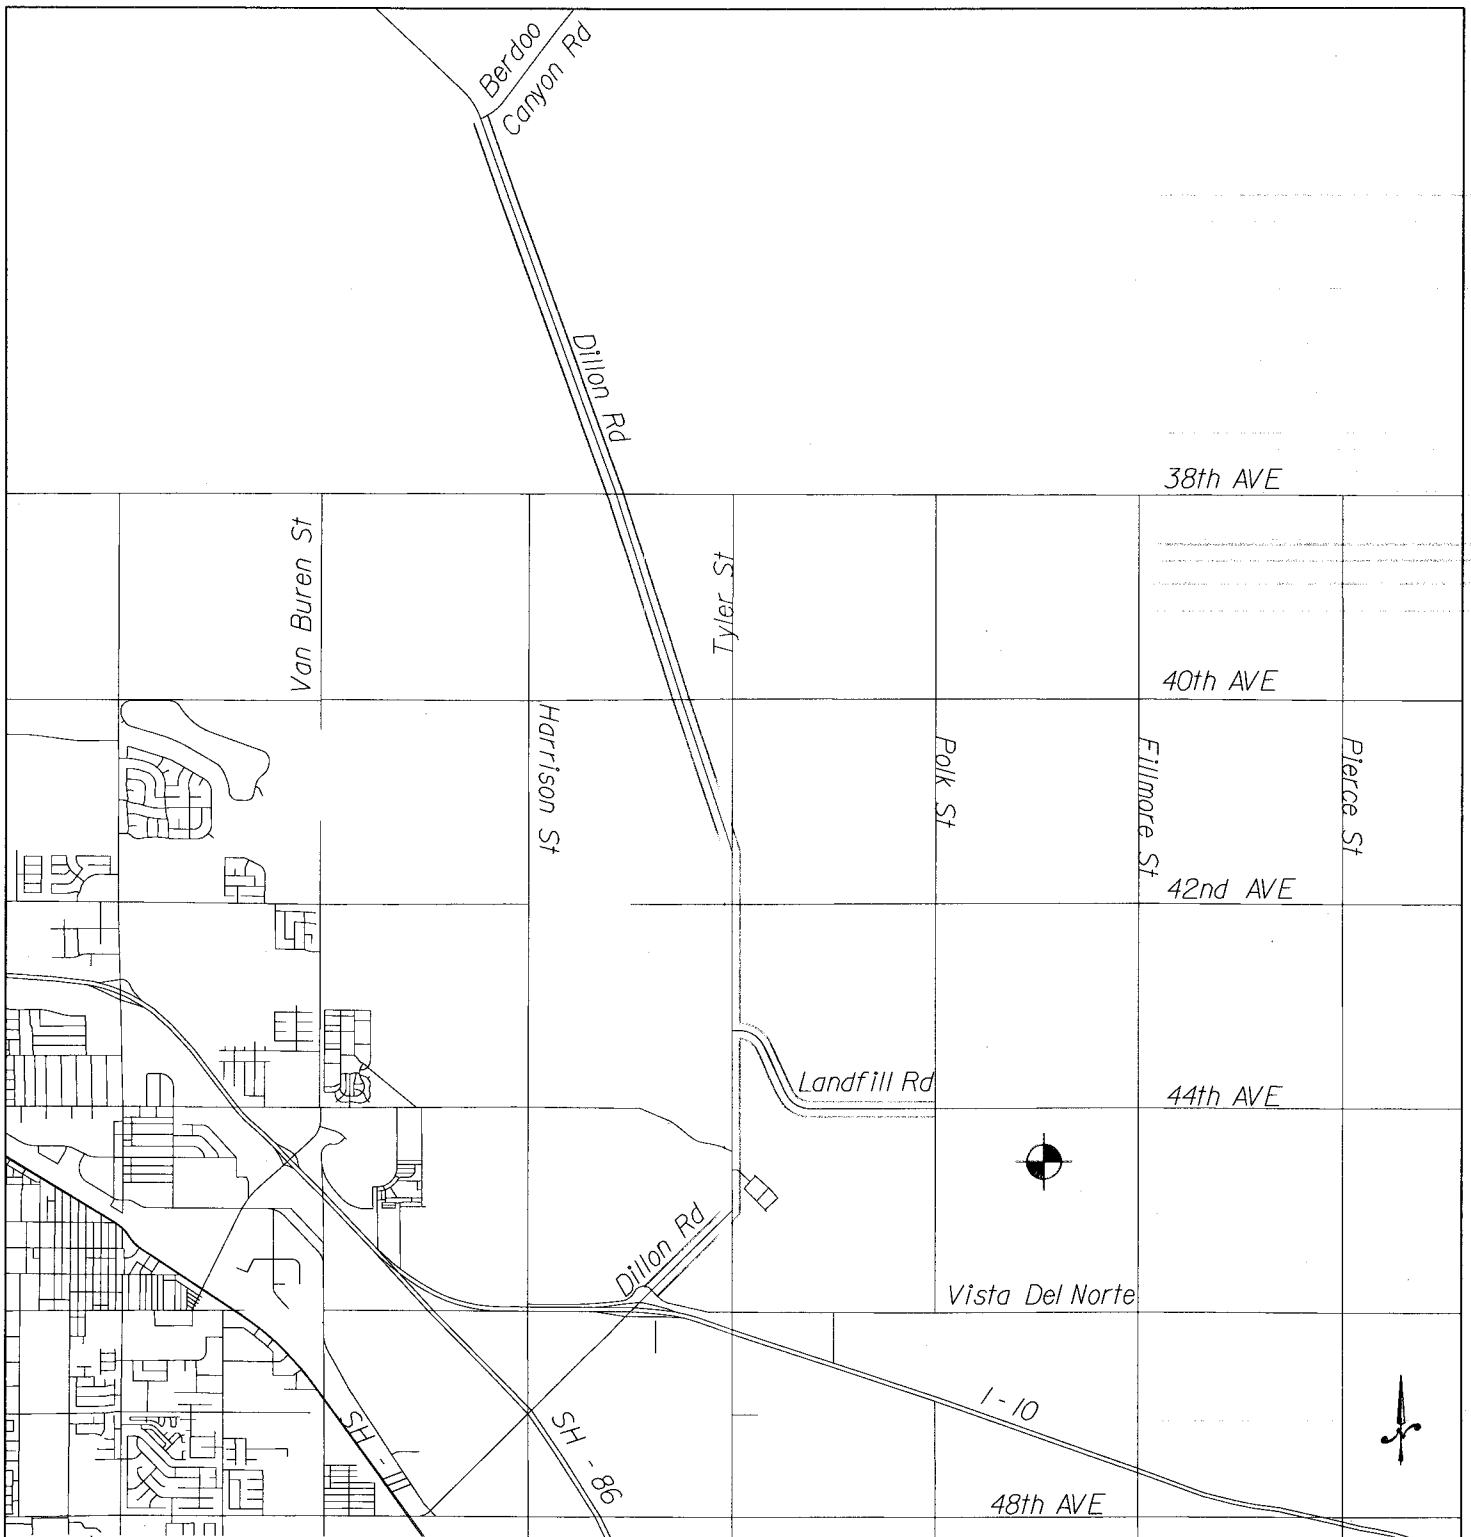 Berdoo
Canyon Rd
Dillon Rd
38th AVE
Van Buren St
Tyler St
40th AVE
Harrison St
Polk St
Fillmore St
Pierce St
42nd AVE
Landfill Rd
44th AVE
Dillon Rd
Vista Del Norte
I-10
SH - 111
SH - 86
48th AVE